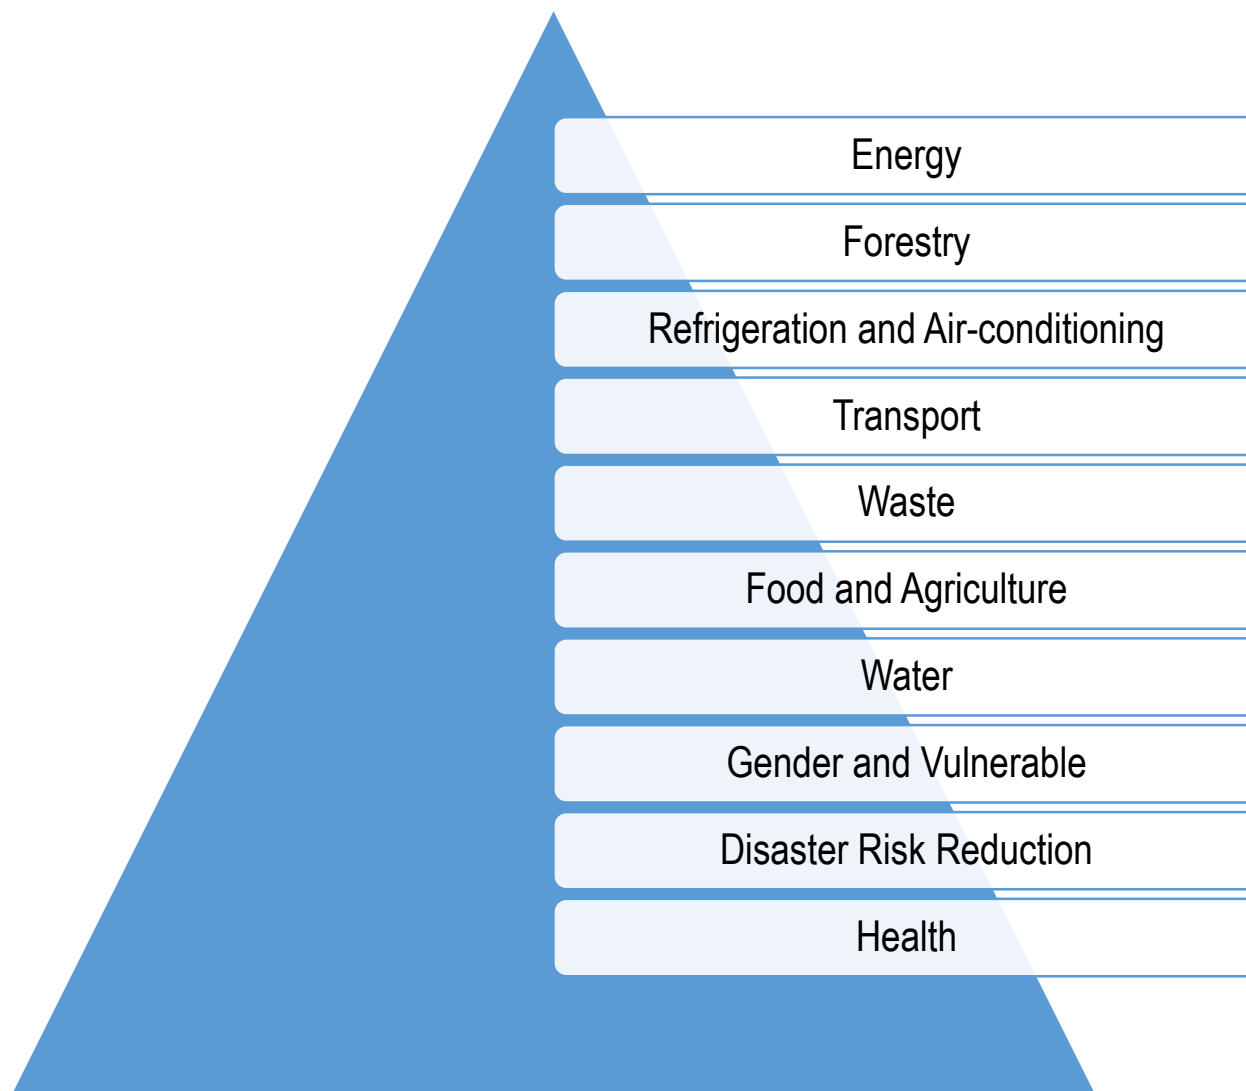 Energy
Forestry
Refrigeration and Air-conditioning
Transport
Waste
Food and Agriculture
Water
Gender and Vulnerable
Disaster Risk Reduction
Health